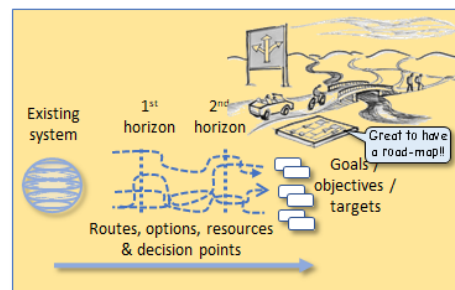 Existing
system
1st
horizon
2nd
horizon
Great to have
a road-map!!
Goals /
objectives /
targets
Routes, options, resources
& decision points